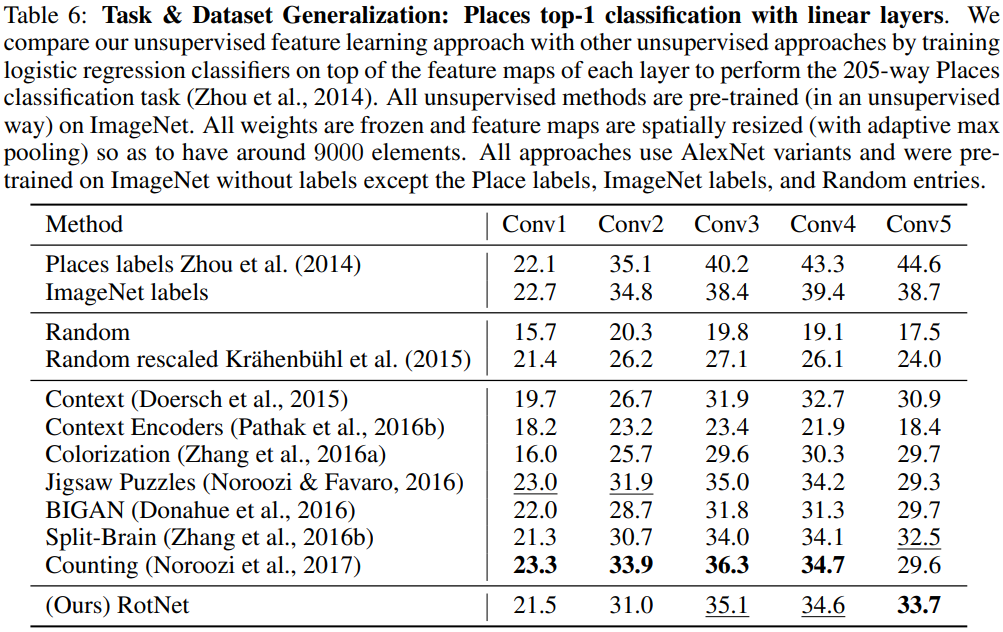 Table 6: Task & Dataset Generalization: Places top-1 classification with linear layers. We
compare our unsupervised feature learning approach with other unsupervised approaches by training
logistic regression classifiers on top of the feature maps of each layer to perform the 205-way Places
classification task (Zhou et al., 2014). All unsupervised methods are pre-trained (in an unsupervised
way) on ImageNet. All weights are frozen and feature maps are spatially resized (with adaptive max
pooling) so as to have around 9000 elements. All approaches use AlexNet variants and were pre-
trained on ImageNet without labels except the Place labels, ImageNet labels, and Random entries.
Method Conv1 Conv2 Conv3 Conv4 Conv5
Places labels Zhou et al. (2014) 22.1 35.1 40.2 43.3 44.6
ImageNet labels 22.7 34.8 38.4 39.4 38.7
Random 15.7 20.3 19.8 19.1 17.5
Random rescaled Krähenbühl et al. (2015) 21.4 26.2 27.1 26.1 24.0
Context (Doersch et al., 2015) 19.7 26.7 31.9 32.7 30.9
Context Encoders (Pathak et al., 2016b) 18.2 23.2 23.4 21.9 18.4
Colorization (Zhang et al., 2016a) 16.0 25.7 29.6 30.3 29.7
Jigsaw Puzzles (Noroozi & Favaro, 2016) 23.0 31.9 35.0 34.2 29.3
BIGAN (Donahue et al., 2016) 22.0 28.7 31.8 31.3 29.7
Split-Brain (Zhang et al., 2016b) 21.3 30.7 34.0 34.1 32.5
Counting (Noroozi et al., 2017) 23.3 33.9 36.3 34.7 29.6
(Ours) RotNet 21.5 31.0 35.1 34.6 33.7